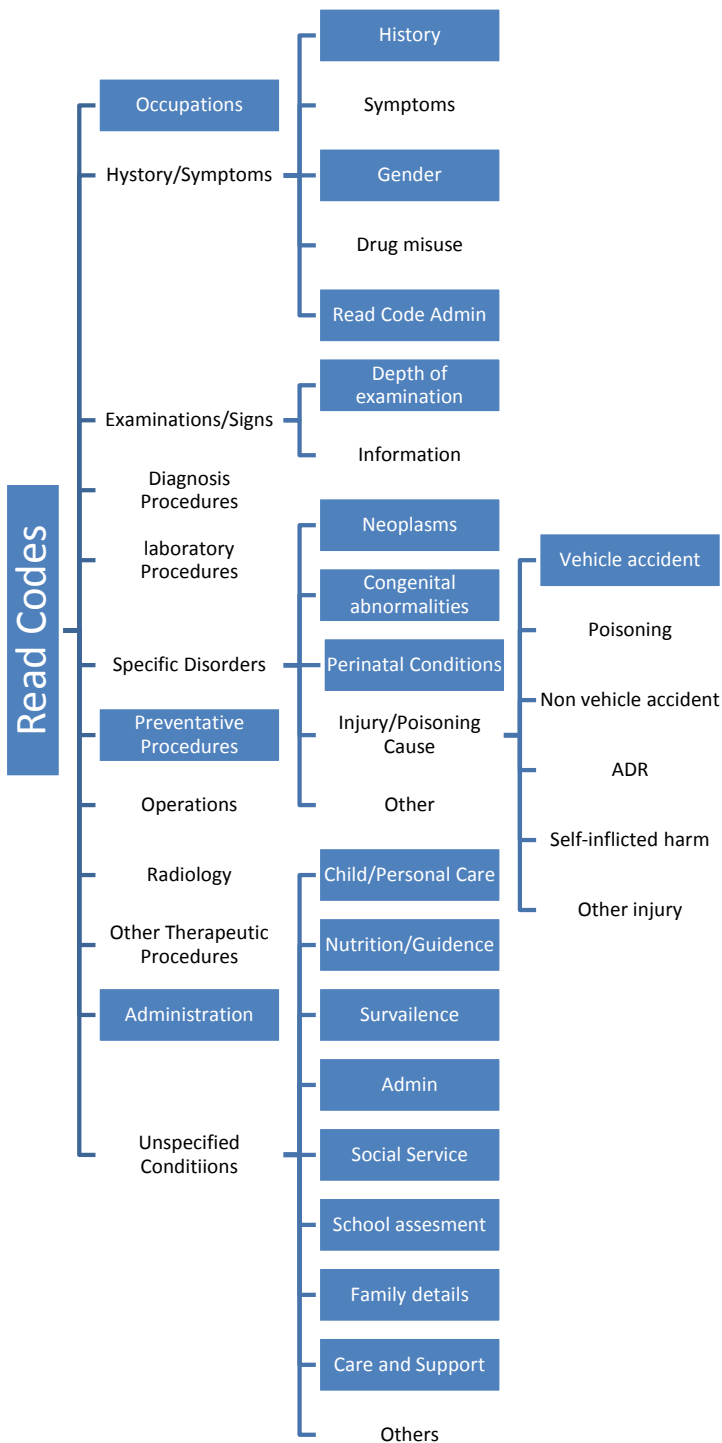 Read Codes
Occupations
Hystory/Symptoms
History
Symptoms
Gender
Drug misuse
Read Code Admin
Examinations/Signs
Depth of
examination
Information
Diagnosis
Procedures
laboratory
Procedures
Specific Disorders
Neoplasms
Congenital
abnormalities
Perinatal Conditions
Injury/Poisoning
Cause
Vehicle accident
Poisoning
Non vehicle accident
ADR
Self-inflicted harm
Other injury
Other
Preventative
Procedures
Operations
Radiology
Other Therapeutic
Procedures
Administration
Unspecified
Conditiions
Child/Personal Care
Nutrition/Guidence
Survailence
Admin
Social Service
School assesment
Family details
Care and Support
Others